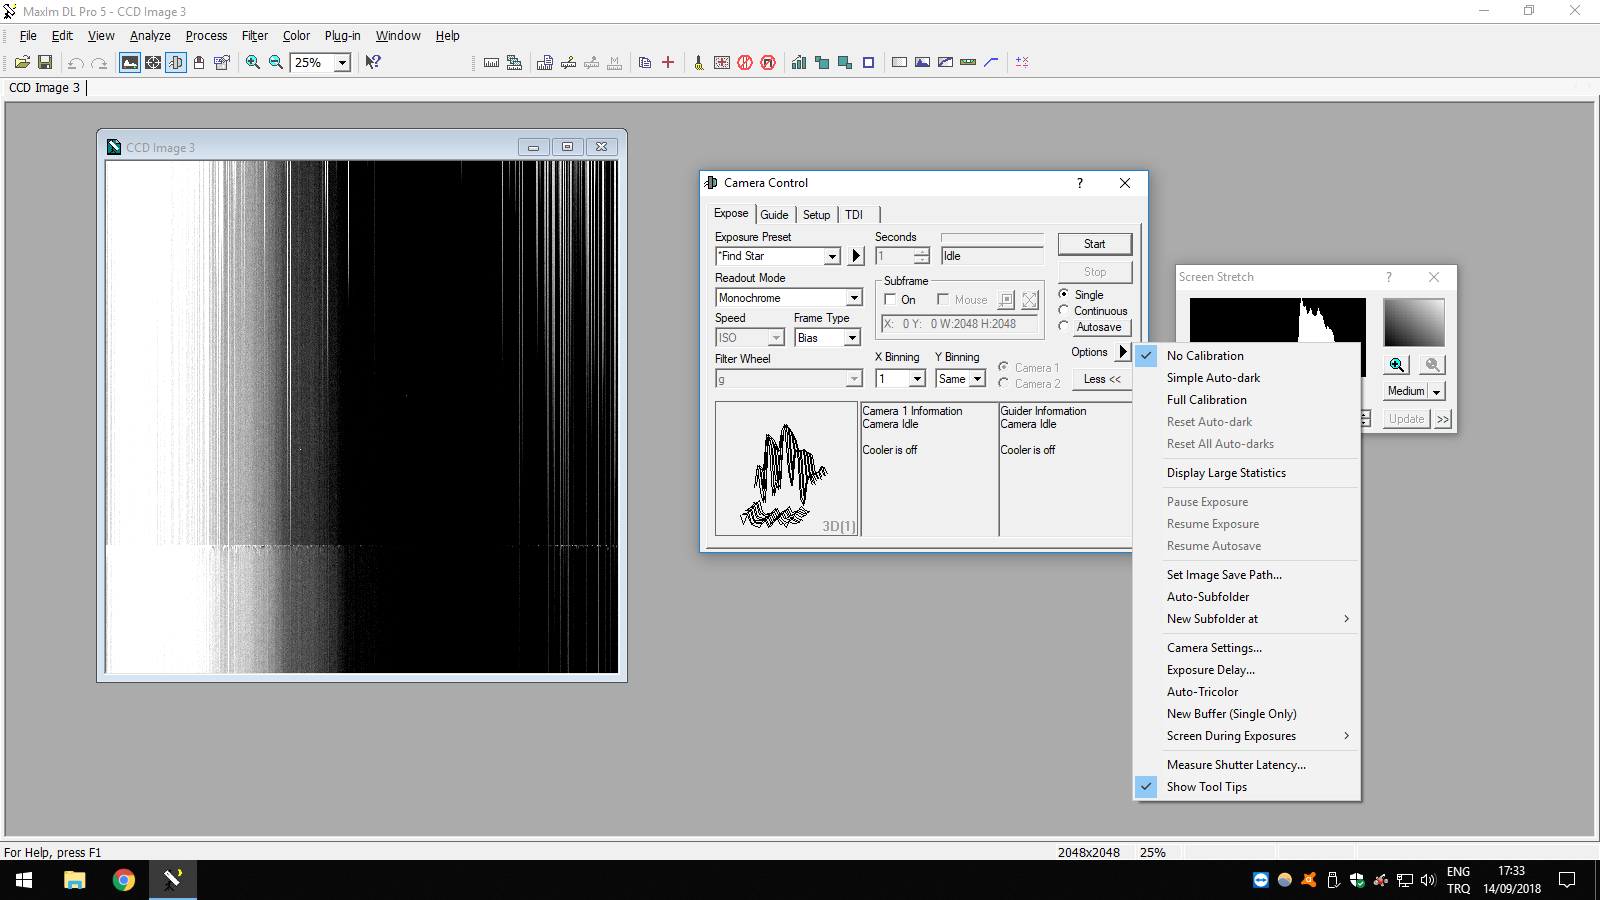 MaxIm DL Pro 5 - CCD Image 3
File Edit View Analyze Process Filter Color Plug-in Window Help
25%
CCD Image 3
CCD Image 3
Camera Control
?
Expose Guide Setup TDI
Exposure Preset
*Find Star
Seconds
1
Idle
Start
Stop
Readout Mode
Monochrome
Subframe
On Mouse
X: 0 Y: 0 W:2048 H:2048
Single
Continuous
Autosave
Speed
ISO
Frame Type
Bias
Filter Wheel
g
X Binning
1
Y Binning
Same
Camera 1
Camera 2
Options
Less <<
3D(1)
Camera 1 Information
Camera Idle
Cooler is off
Guider Information
Camera Idle
Cooler is off
Screen Stretch
?
Medium
Update >>
No Calibration
Simple Auto-dark
Full Calibration
Reset Auto-dark
Reset All Auto-darks
Display Large Statistics
Pause Exposure
Resume Exposure
Resume Autosave
Set Image Save Path...
Auto-Subfolder
New Subfolder at
Camera Settings...
Exposure Delay...
Auto-Tricolor
New Buffer (Single Only)
Screen During Exposures
Measure Shutter Latency...
Show Tool Tips
For Help, press F1
2048x2048 25%
ENG
TRQ
17:33
14/09/2018